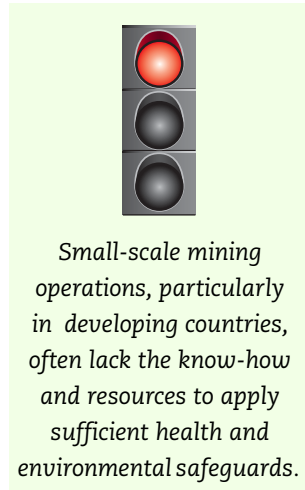 Small-scale mining
operations, particularly
in developing countries,
often lack the know-how
and resources to apply
sufficient health and
environmental safeguards.